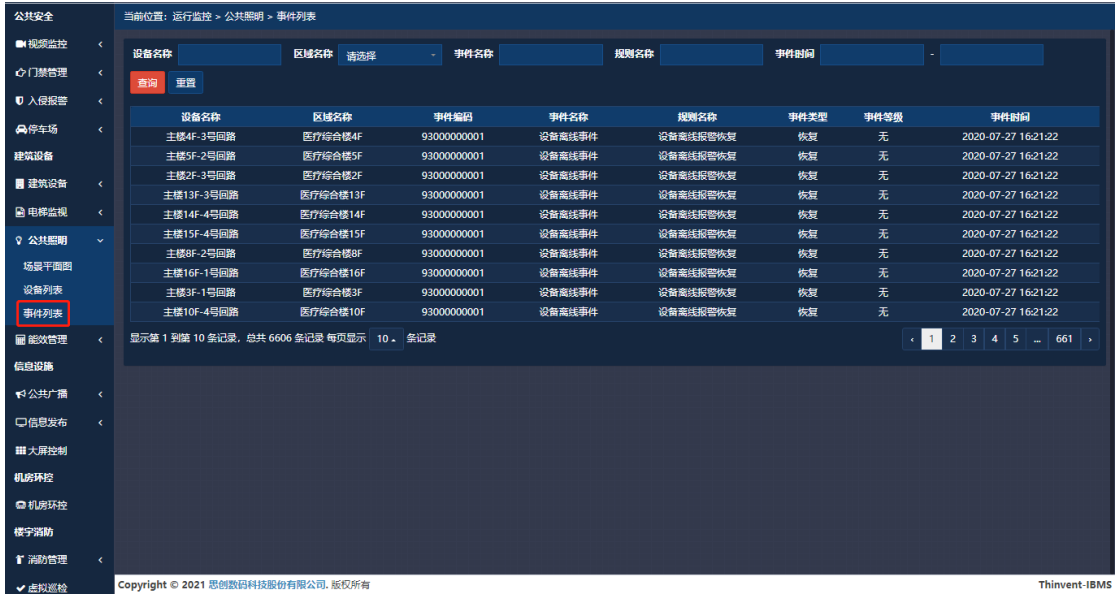 公共安全
视频监控
门禁管理
入侵报警
停车场
建筑设备
建筑设备
电梯监视
公共照明
场景平面图
设备列表
事件列表
能效管理
信息设施
公共广播
信息发布
大屏控制
机房环控
机房环控
楼宇消防
消防管理
虚拟巡检
当前位置：运行监控 > 公共照明 > 事件列表
设备名称 区域名称 请选择 事件名称 规则名称 事件时间 -
查询 重置
设备名称 区域名称 事件编码 事件名称 规则名称 事件类型 事件等级 事件时间
主楼4F-3号回路 医疗综合楼4F 93000000001 设备离线事件 设备离线报警恢复 恢复 无 2020-07-27 16:21:22
主楼5F-2号回路 医疗综合楼5F 93000000001 设备离线事件 设备离线报警恢复 恢复 无 2020-07-27 16:21:22
主楼2F-3号回路 医疗综合楼2F 93000000001 设备离线事件 设备离线报警恢复 恢复 无 2020-07-27 16:21:22
主楼13F-3号回路 医疗综合楼13F 93000000001 设备离线事件 设备离线报警恢复 恢复 无 2020-07-27 16:21:22
主楼14F-4号回路 医疗综合楼14F 93000000001 设备离线事件 设备离线报警恢复 恢复 无 2020-07-27 16:21:22
主楼15F-4号回路 医疗综合楼15F 93000000001 设备离线事件 设备离线报警恢复 恢复 无 2020-07-27 16:21:22
主楼8F-2号回路 医疗综合楼8F 93000000001 设备离线事件 设备离线报警恢复 恢复 无 2020-07-27 16:21:22
主楼16F-1号回路 医疗综合楼16F 93000000001 设备离线事件 设备离线报警恢复 恢复 无 2020-07-27 16:21:22
主楼3F-1号回路 医疗综合楼3F 93000000001 设备离线事件 设备离线报警恢复 恢复 无 2020-07-27 16:21:22
主楼10F-4号回路 医疗综合楼10F 93000000001 设备离线事件 设备离线报警恢复 恢复 无 2020-07-27 16:21:22
显示第 1 到第 10 条记录，总共 6606 条记录 每页显示 10 条记录 ‹ 1 2 3 4 5 ... 661 ›
Copyright © 2021 思创数码科技股份有限公司. 版权所有 Thinvent-IBMS